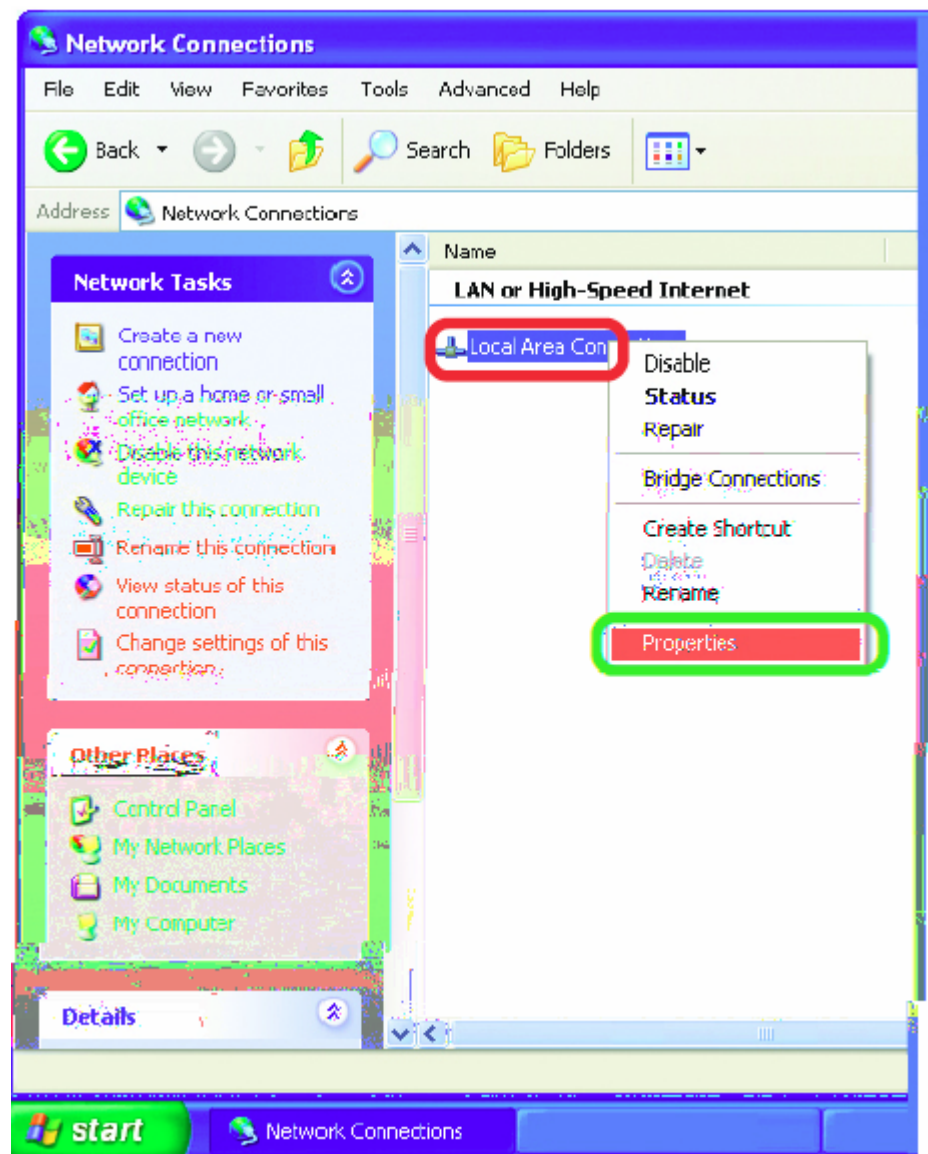 Network Connections
File Edit View Favorites Tools Advanced Help
Back Search Folders
Address Network Connections
Name
LAN or High-Speed Internet
Local Area Con
Disable
Status
Repair
Bridge Connections
Create Shortcut
Delete
Rename
Properties
Network Tasks
Create a new
connection
Set up a home or small
office network
Disable this network
device
Repair this connection
Rename this connection
View status of this
connection
Change settings of this
connection
Other Places
Control Panel
My Network Places
My Documents
My Computer
Details
start Network Connections